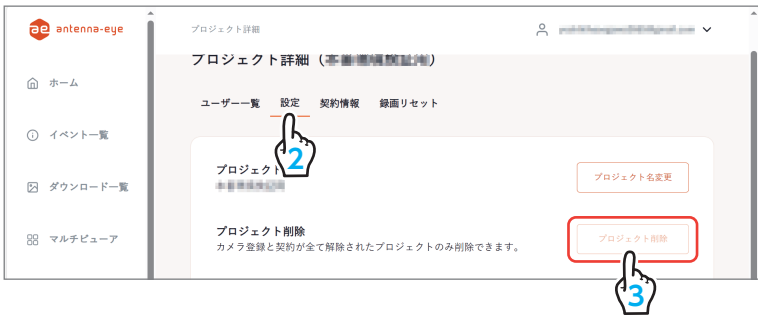 ae antenna-eye
プロジェクト詳細
プロジェクト詳細（ ）
ホーム
イベント一覧
ダウンロード一覧
マルチビューア
ユーザー一覧 設定 契約情報 録画リセット
2
プロジェクト
プロジェクト名変更
プロジェクト削除
カメラ登録と契約が全て解除されたプロジェクトのみ削除できます。
プロジェクト削除
3